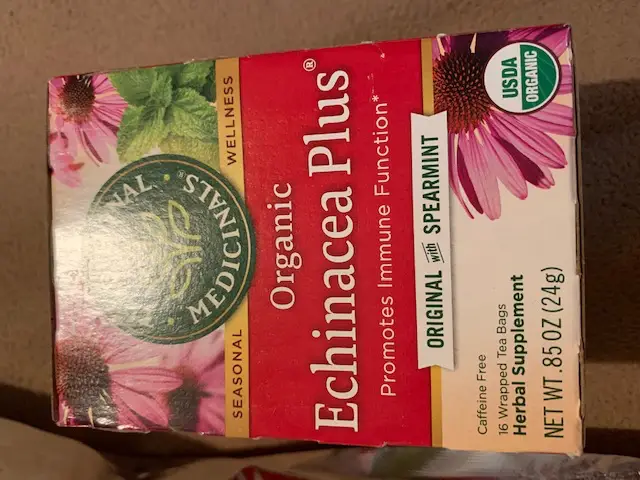 MEDICINALS®
SEASONAL WELLNESS
Organic
Echinacea Plus®
Promotes Immune Function*
ORIGINAL with SPEARMINT
USDA
ORGANIC
Caffeine Free
16 Wrapped Tea Bags
Herbal Supplement
NET WT .85 OZ (24g)